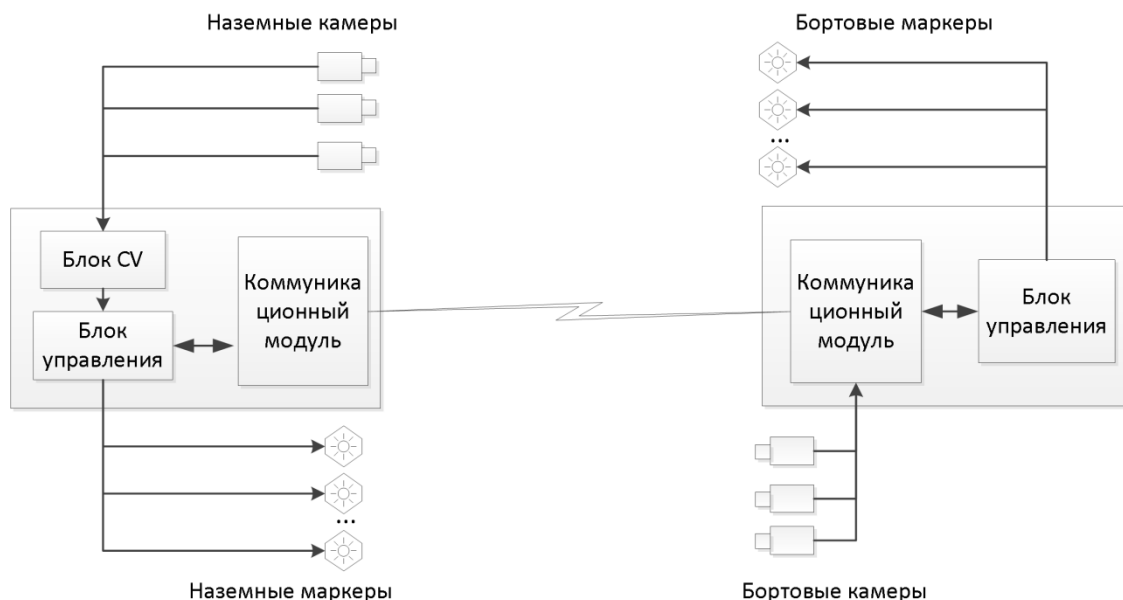 Наземные камеры
Бортовые маркеры
...
Блок CV
Блок
управления
Коммуника
ционный
модуль
Коммуника
ционный
модуль
Блок
управления
...
Наземные маркеры
Бортовые камеры